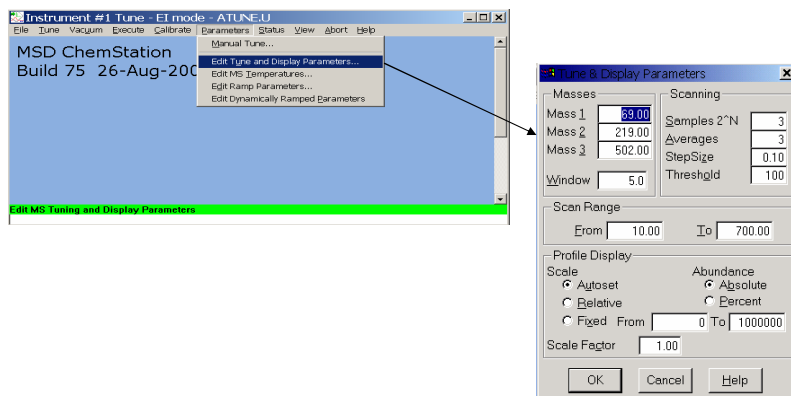 Instrument #1 Tune - EI mode - ATUNE.U
File Tune Vacuum Execute Calibrate Parameters Status View Abort Help
MSD ChemStation
Build 75 26-Aug-200
Manual Tune...
Edit Tune and Display Parameters...
Edit MS Temperatures...
Edit Ramp Parameters...
Edit Dynamically Ramped Parameters
Edit MS Tuning and Display Parameters
Tune & Display Parameters
Masses
Mass 1 69.00
Mass 2 219.00
Mass 3 502.00
Window 5.0
Scanning
Samples 2^N 3
Averages 3
StepSize 0.10
Threshold 100
Scan Range
From 10.00 To 700.00
Profile Display
Scale
Autoset
Relative
Fixed From 0 To 1000000
Abundance
Absolute
Percent
Scale Factor 1.00
OK Cancel Help